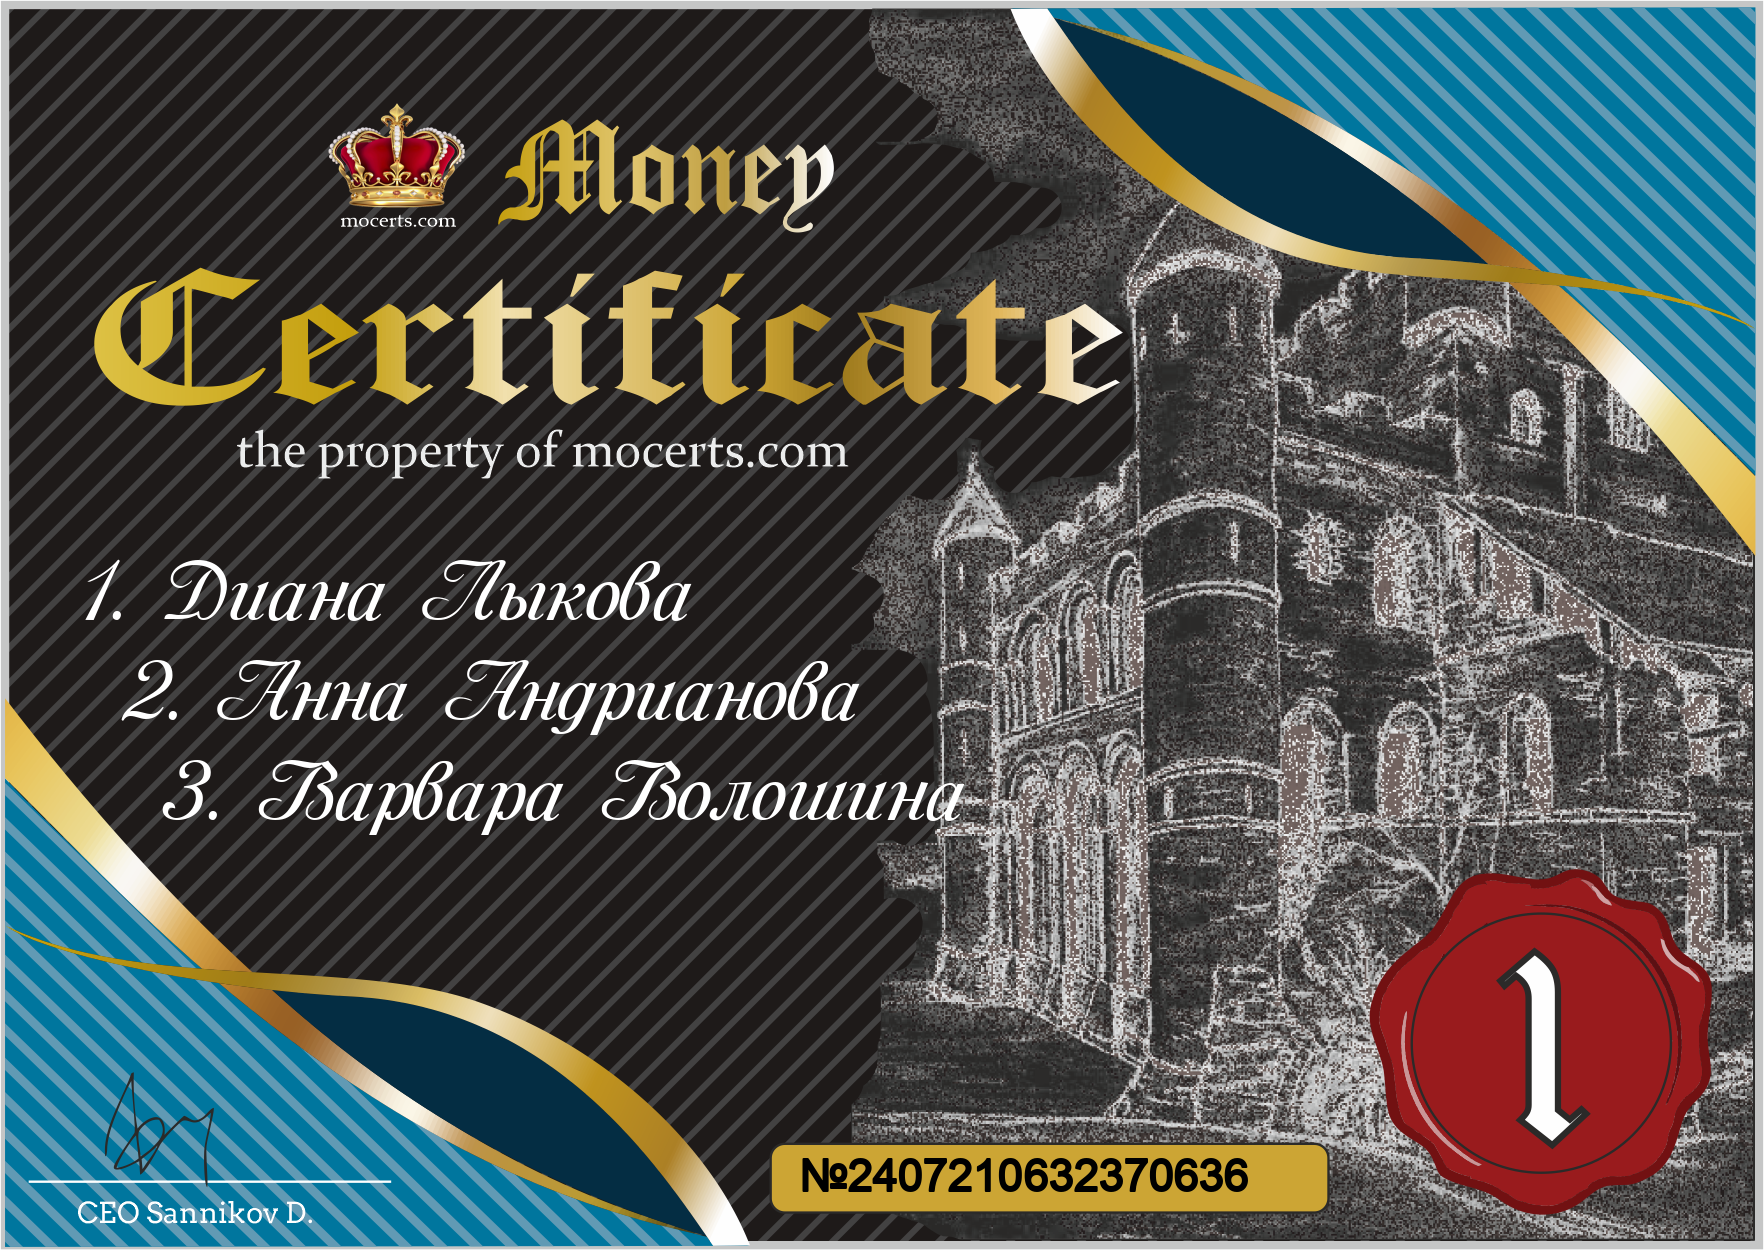 mocerts.com
Money
Certificate
the property of mocerts.com
1. Диана Лыкова
2. Анна Андрианова
3. Варвара Волошина
1
№2407210632370636
CEO Sannikov D.